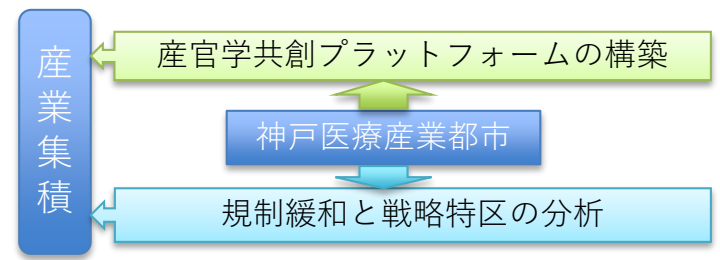 産業集積
産官学共創プラットフォームの構築
神戸医療産業都市
規制緩和と戦略特区の分析